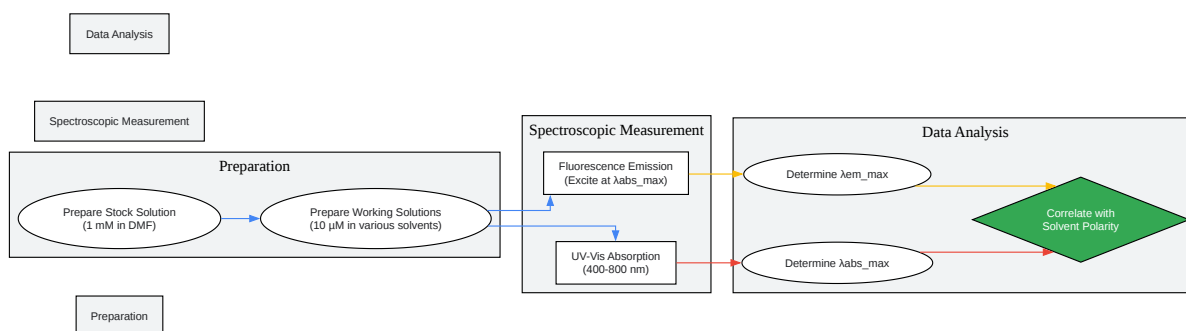 Data Analysis
Spectroscopic Measurement
Preparation
Prepare Stock Solution
(1 mM in DMF)
Prepare Working Solutions
(10 µM in various solvents)
Spectroscopic Measurement
Fluorescence Emission
(Excite at λabs_max)
UV-Vis Absorption
(400-800 nm)
Data Analysis
Determine λem_max
Determine λabs_max
Correlate with
Solvent Polarity
Preparation